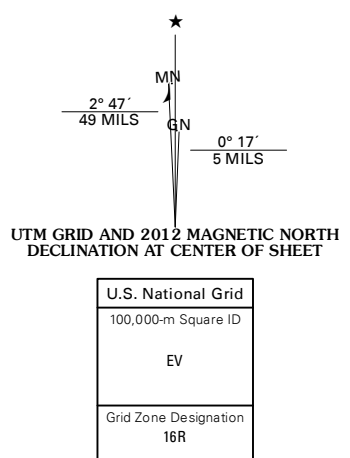 ★
MN
2° 47´
49 MILS
GN
0° 17´
5 MILS
UTM GRID AND 2012 MAGNETIC NORTH
DECLINATION AT CENTER OF SHEET
U.S. National Grid
100,000-m Square ID
EV
Grid Zone Designation
16R